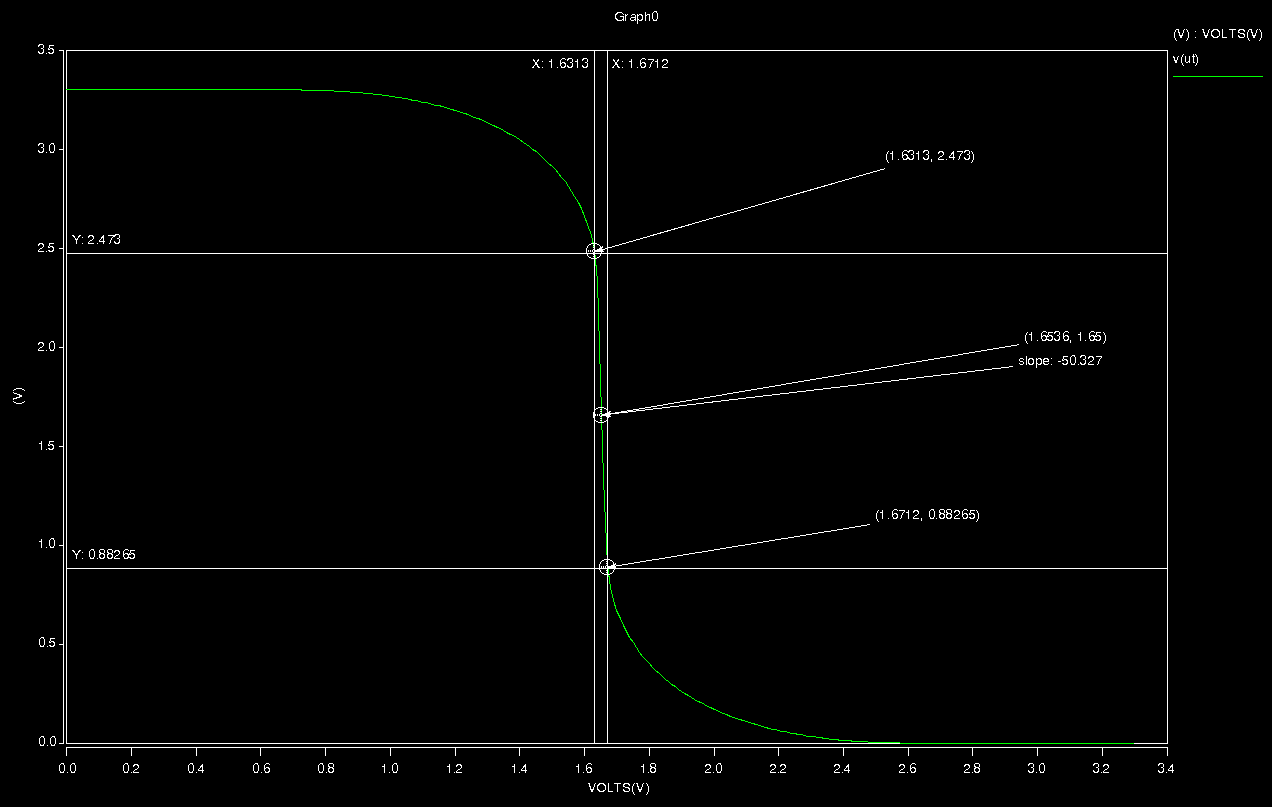 Graph0
(V) : VOLTS(V)
v(ut)
X: 1.6313
X: 1.6712
3.5
3.0
2.5
2.0
1.5
1.0
0.5
0.0
(V)
Y: 2.473
Y: 0.88265
(1.6313, 2.473)
(1.6536, 1.65)
slope: -50.327
(1.6712, 0.88265)
0.0 0.2 0.4 0.6 0.8 1.0 1.2 1.4 1.6 1.8 2.0 2.2 2.4 2.6 2.8 3.0 3.2 3.4
VOLTS(V)